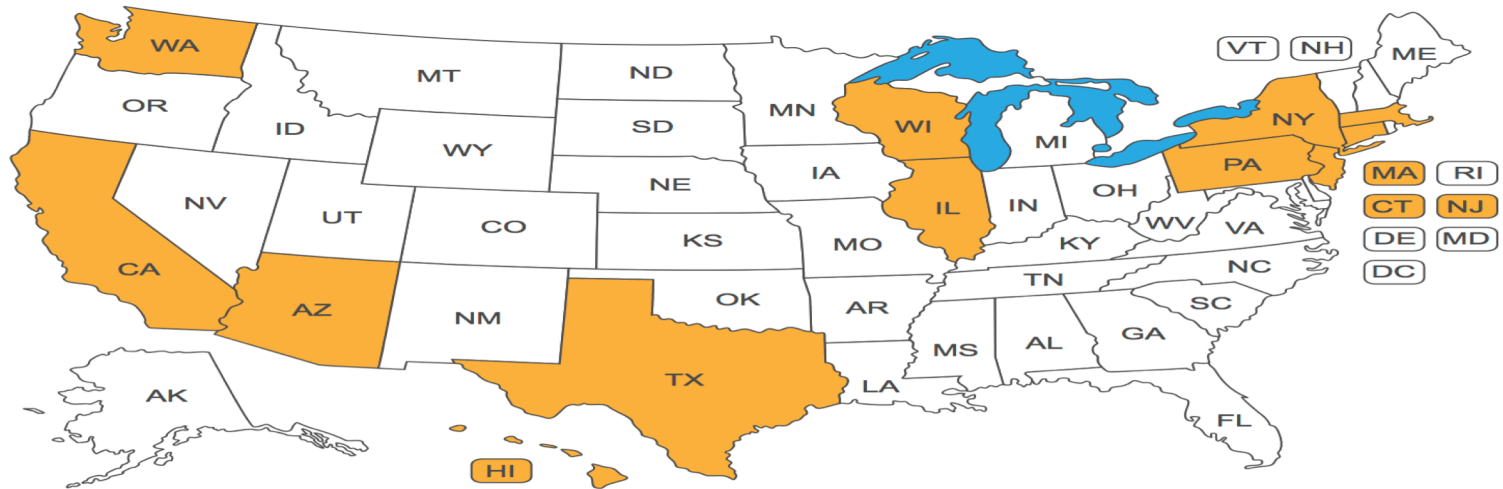 WA
MT
ND
VT
NH
ME
OR
ID
SD
MN
WI
NY
MI
WY
IA
PA
NE
OH
MA
RI
NV
UT
CO
IL
IN
CT
NJ
KS
MO
WV
VA
KY
DE
MD
CA
NC
DC
TN
AZ
NM
OK
AR
SC
GA
MS
AL
TX
LA
AK
FL
HI